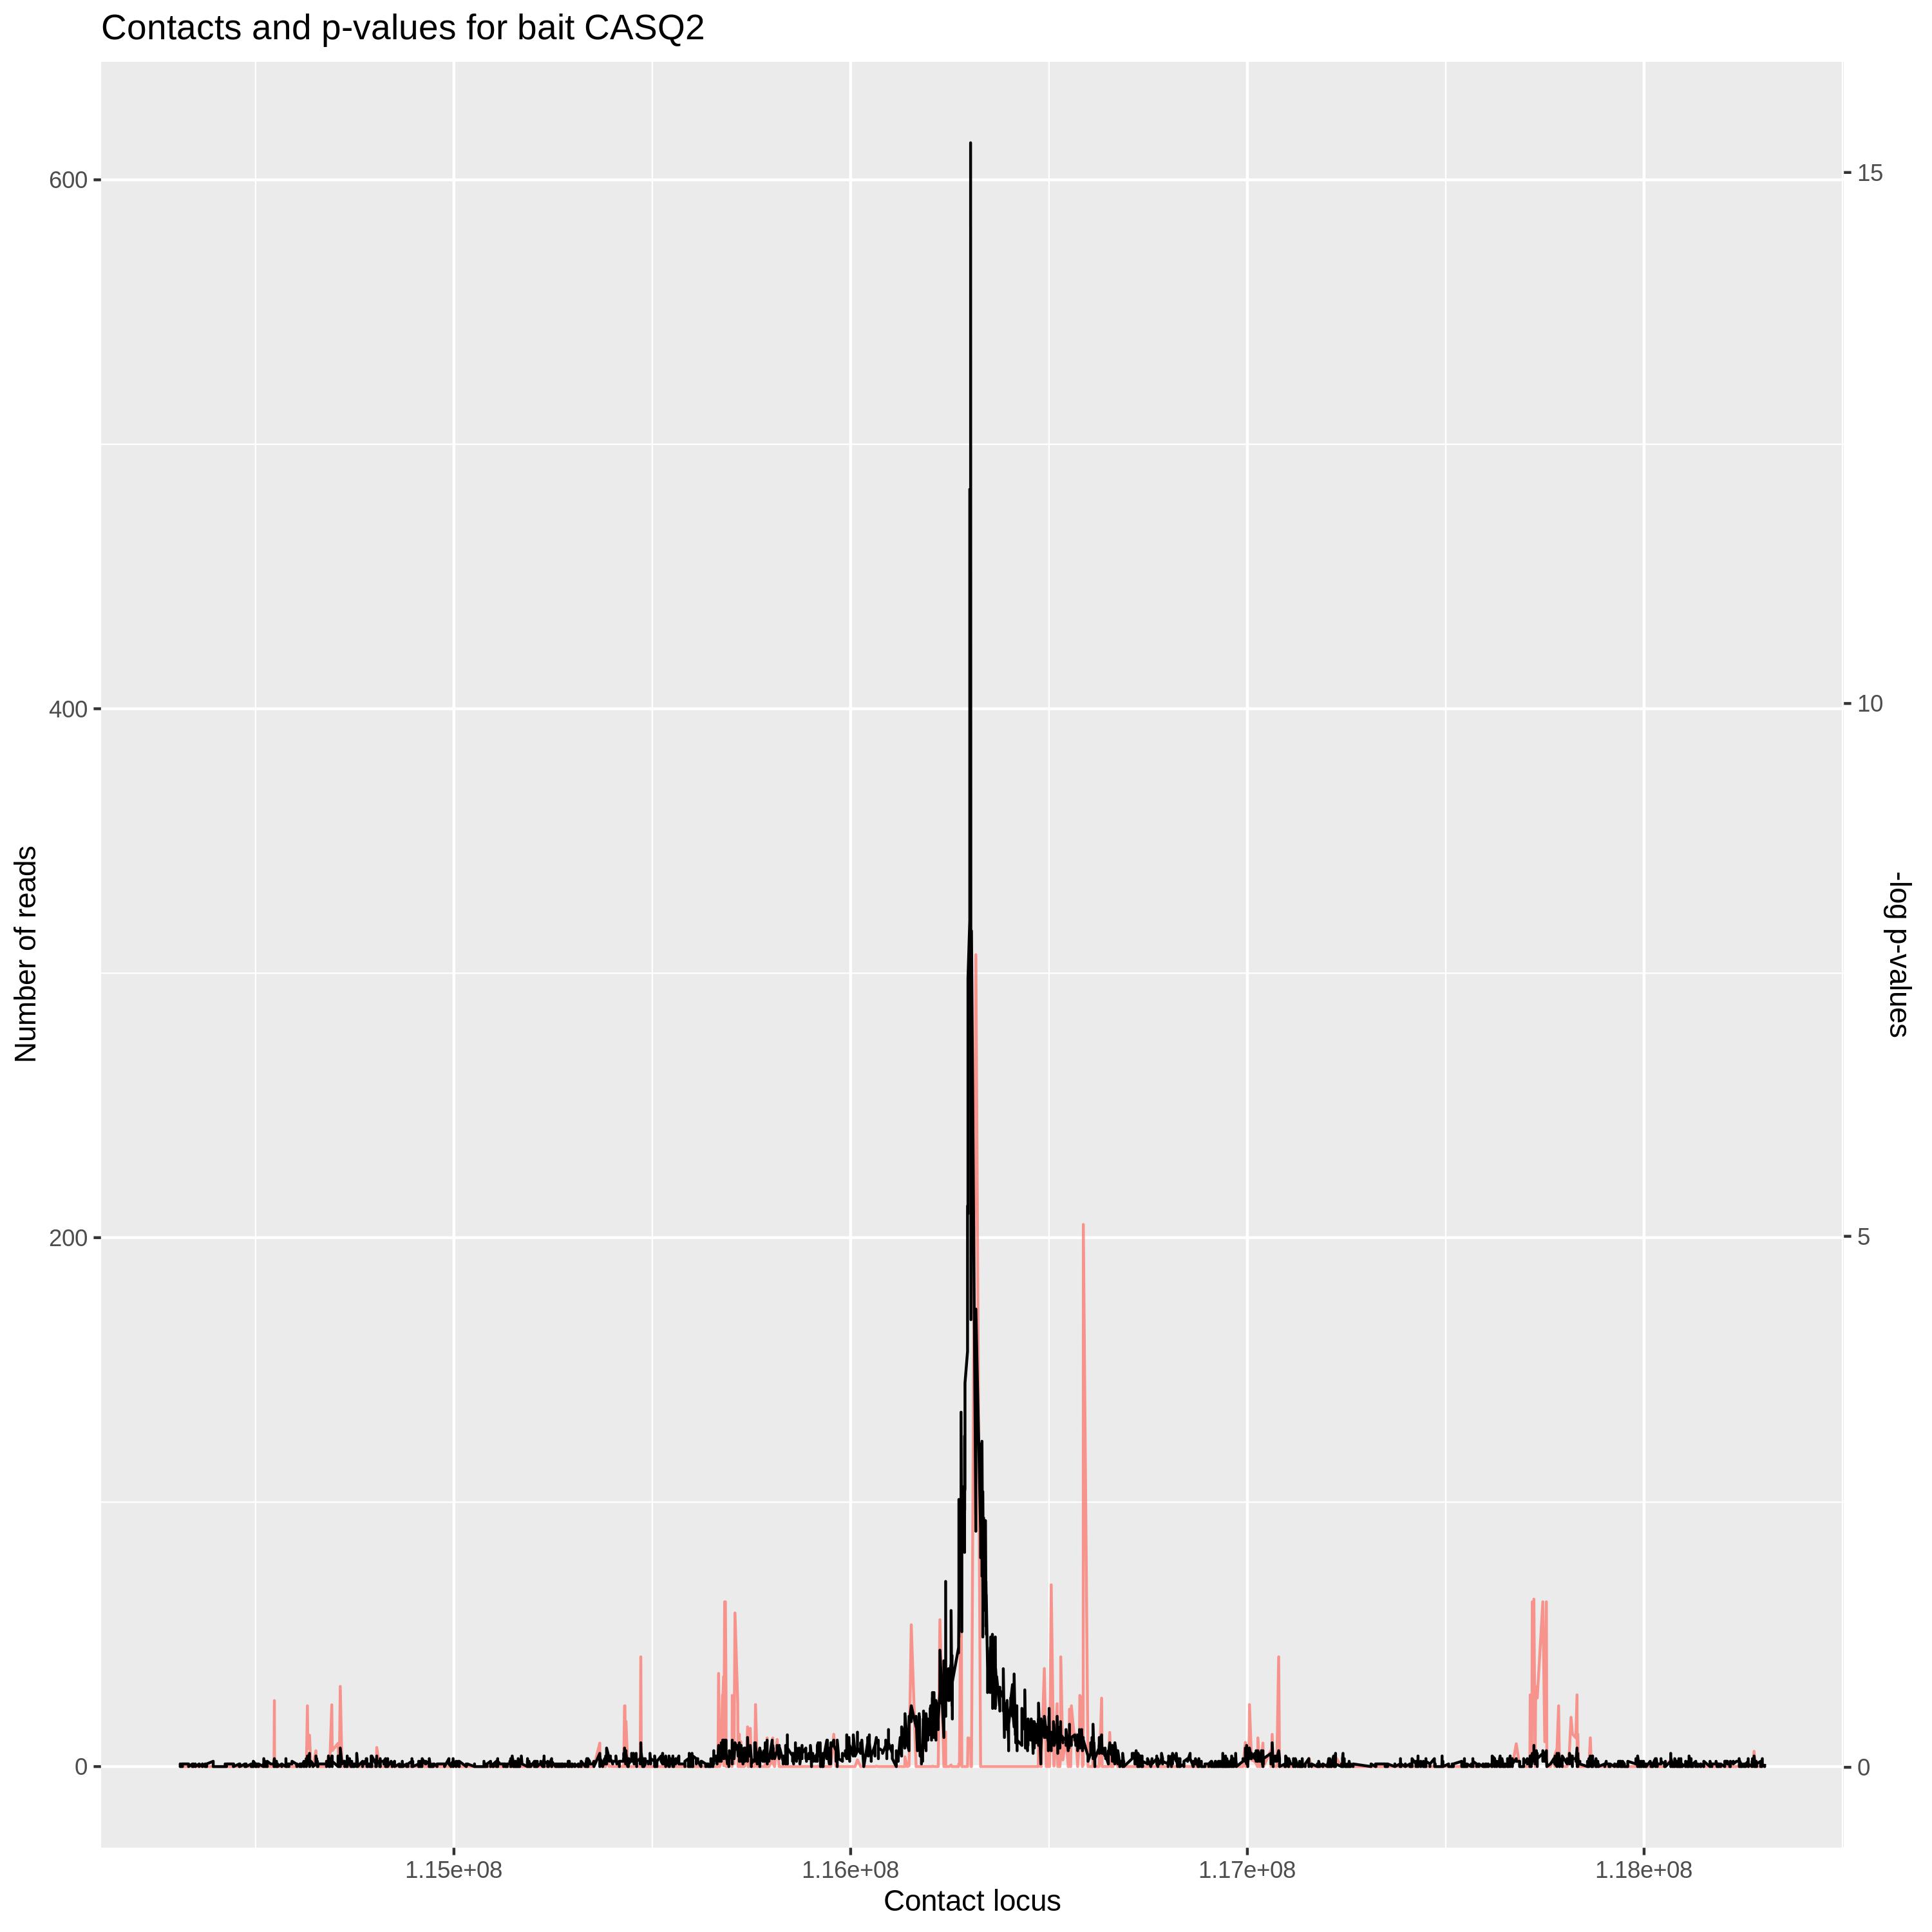 Contacts and p-values for bait CASQ2
600
400
200
0
Number of reads
15
10
5
0
-log p-values
1.15e+08
1.16e+08
1.17e+08
1.18e+08
Contact locus